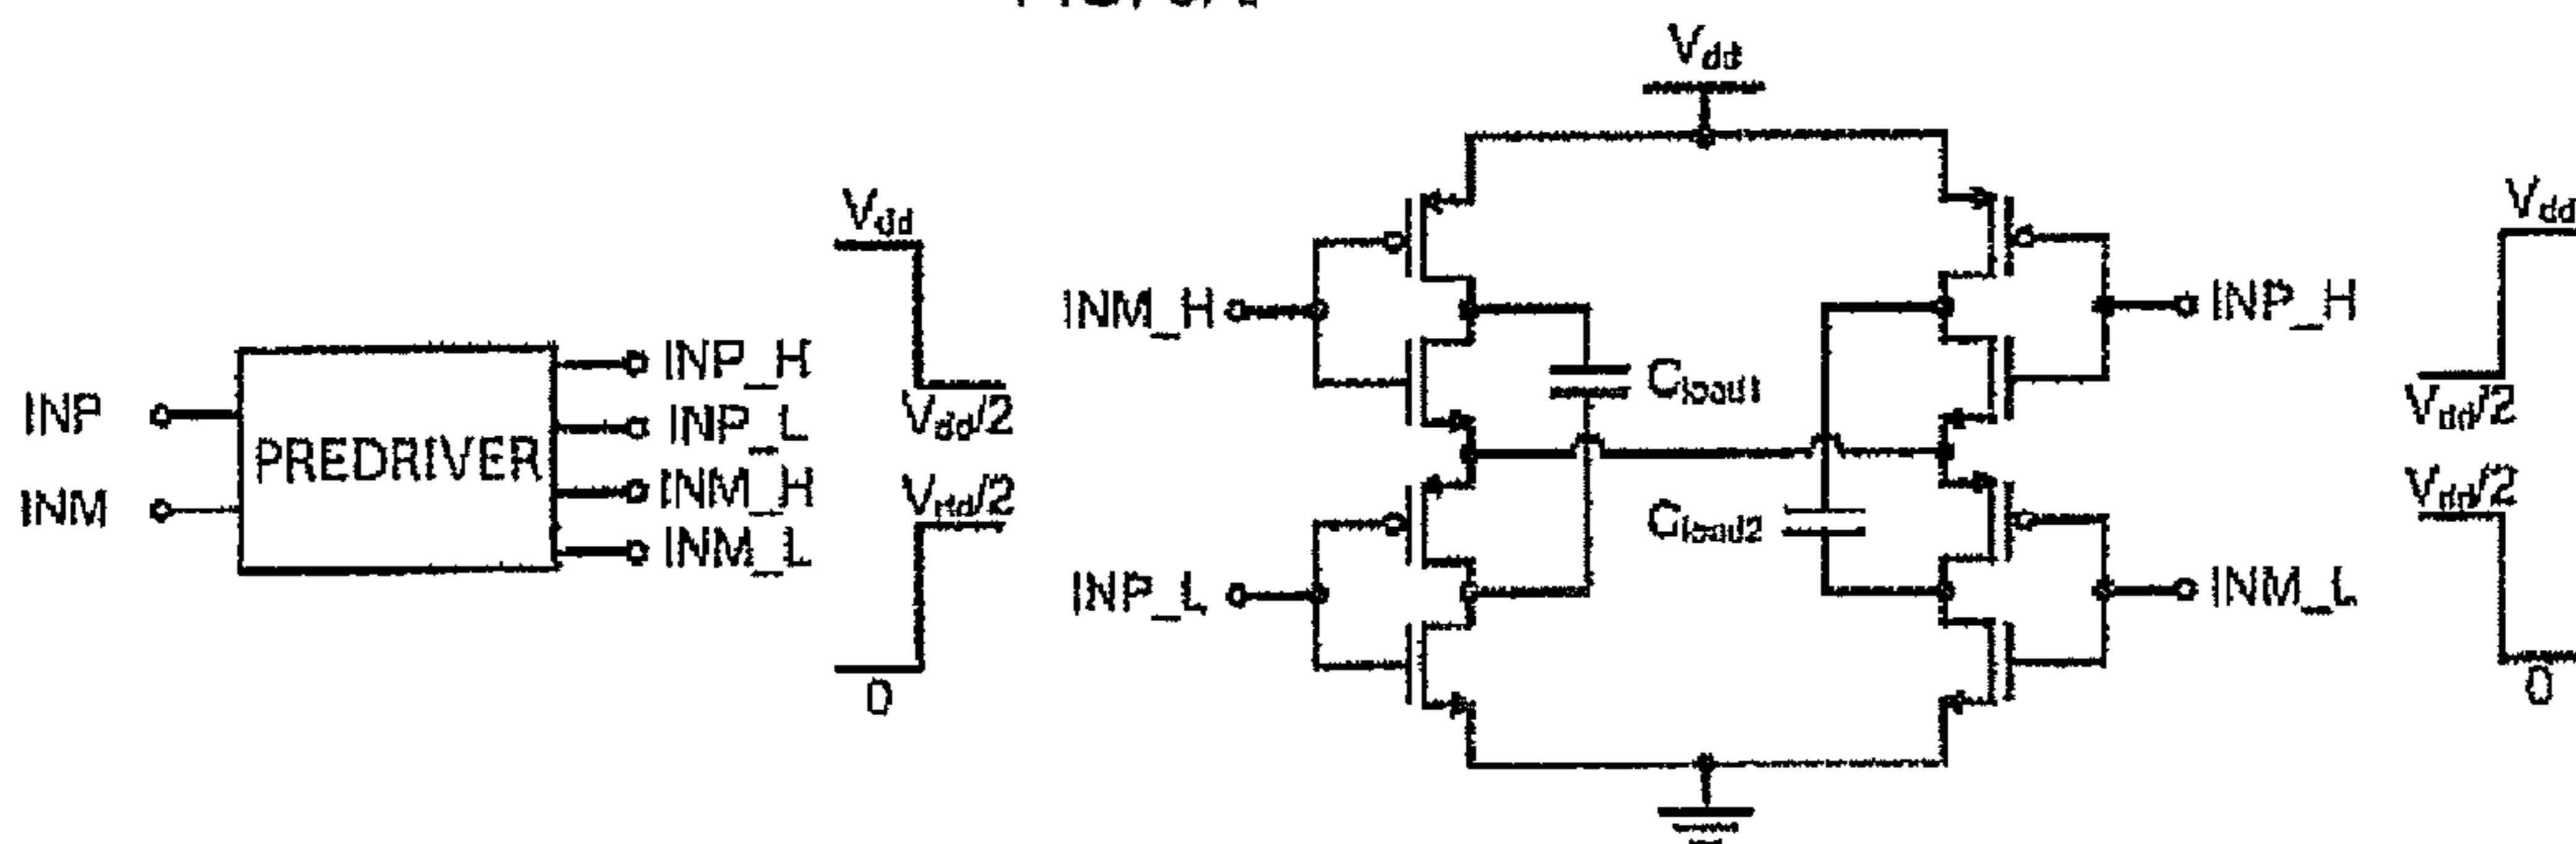 Vdd
INP
INM
PREDRIVER
INP_H
INP_L
INM_H
INM_L
Vdd
Vdd/2
Vdd/2
0
INM_H
INP_L
Cload1
Cload2
INP_H
INM_L
Vdd
Vdd/2
Vdd/2
0